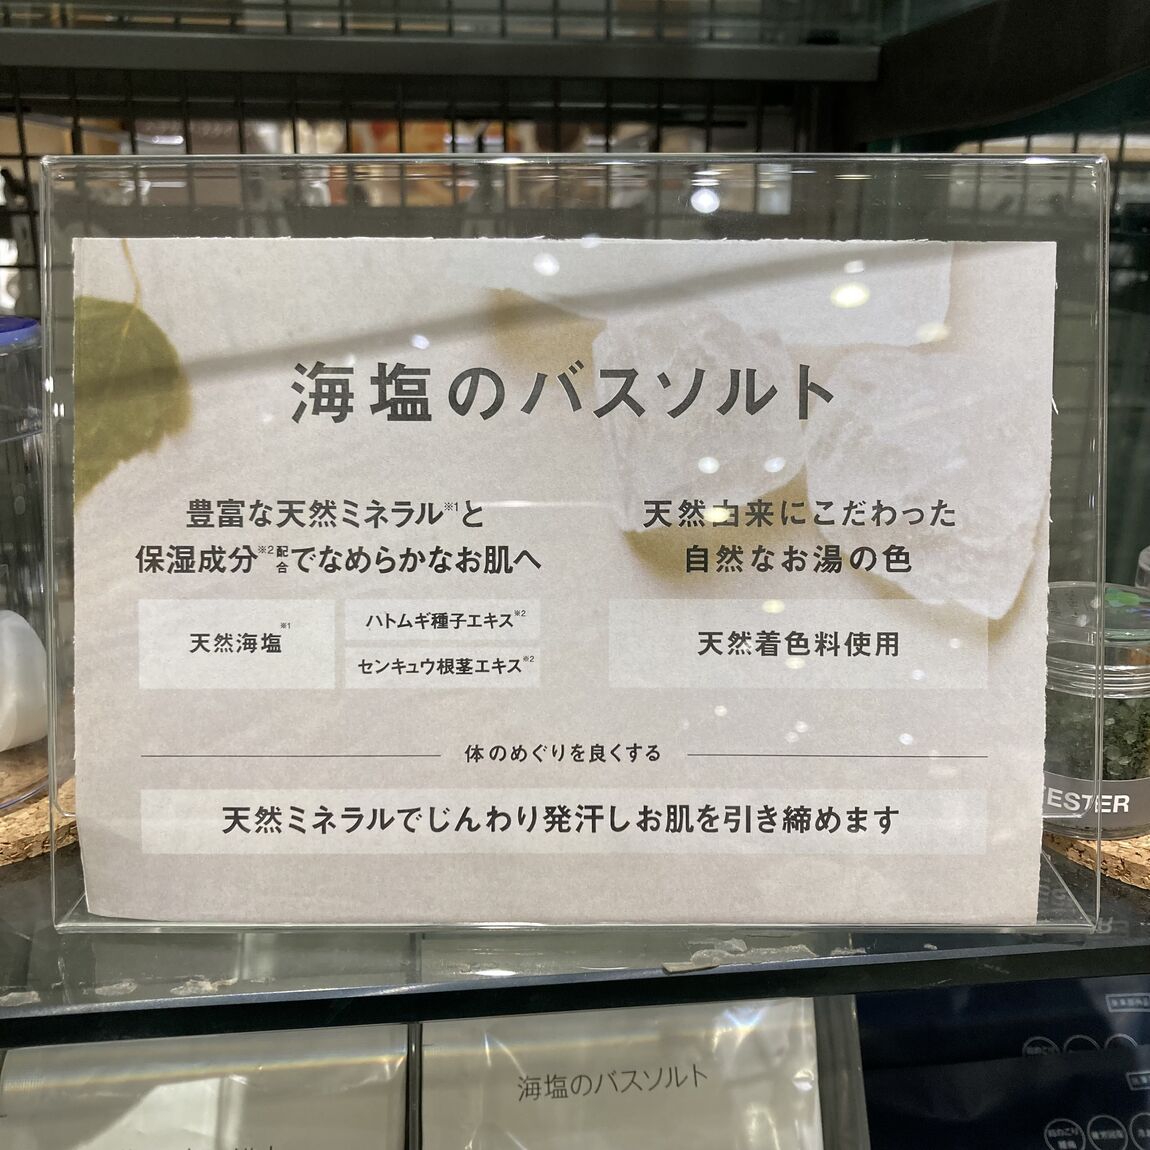 海塩のバスソルト
豊富な天然ミネラル※1と
保湿成分※2配合でなめらかなお肌へ
天然海塩※1
ハトムギ種子エキス※2
センキュウ根茎エキス※2
天然由来にこだわった
自然なお湯の色
天然着色料使用
体のめぐりを良くする
天然ミネラルでじんわり発汗しお肌を引き締めます
ESTER
海塩のバスソルト